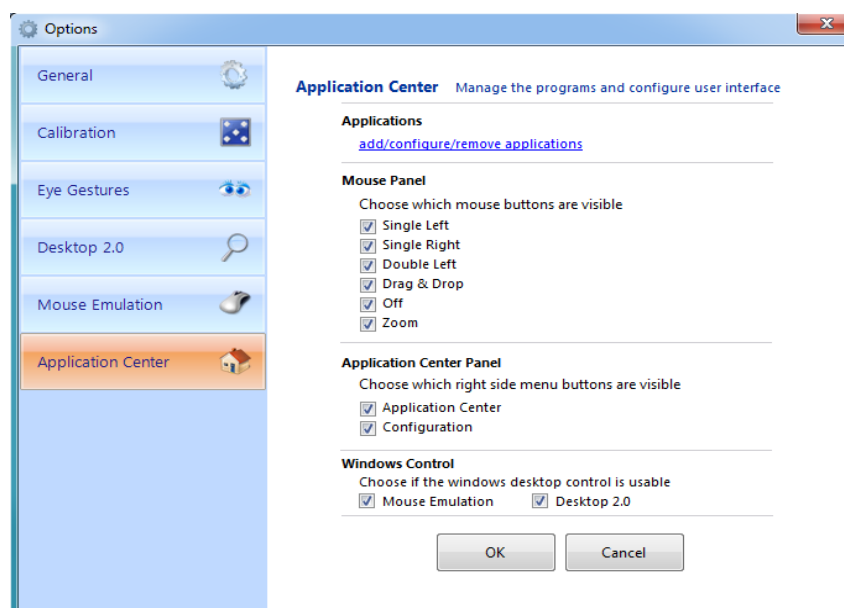 Options
General
Calibration
Eye Gestures
Desktop 2.0
Mouse Emulation
Application Center
Application Center Manage the programs and configure user interface
Applications
add/configure/remove applications
Mouse Panel
Choose which mouse buttons are visible
Single Left
Single Right
Double Left
Drag & Drop
Off
Zoom
Application Center Panel
Choose which right side menu buttons are visible
Application Center
Configuration
Windows Control
Choose if the windows desktop control is usable
Mouse Emulation Desktop 2.0
OK Cancel